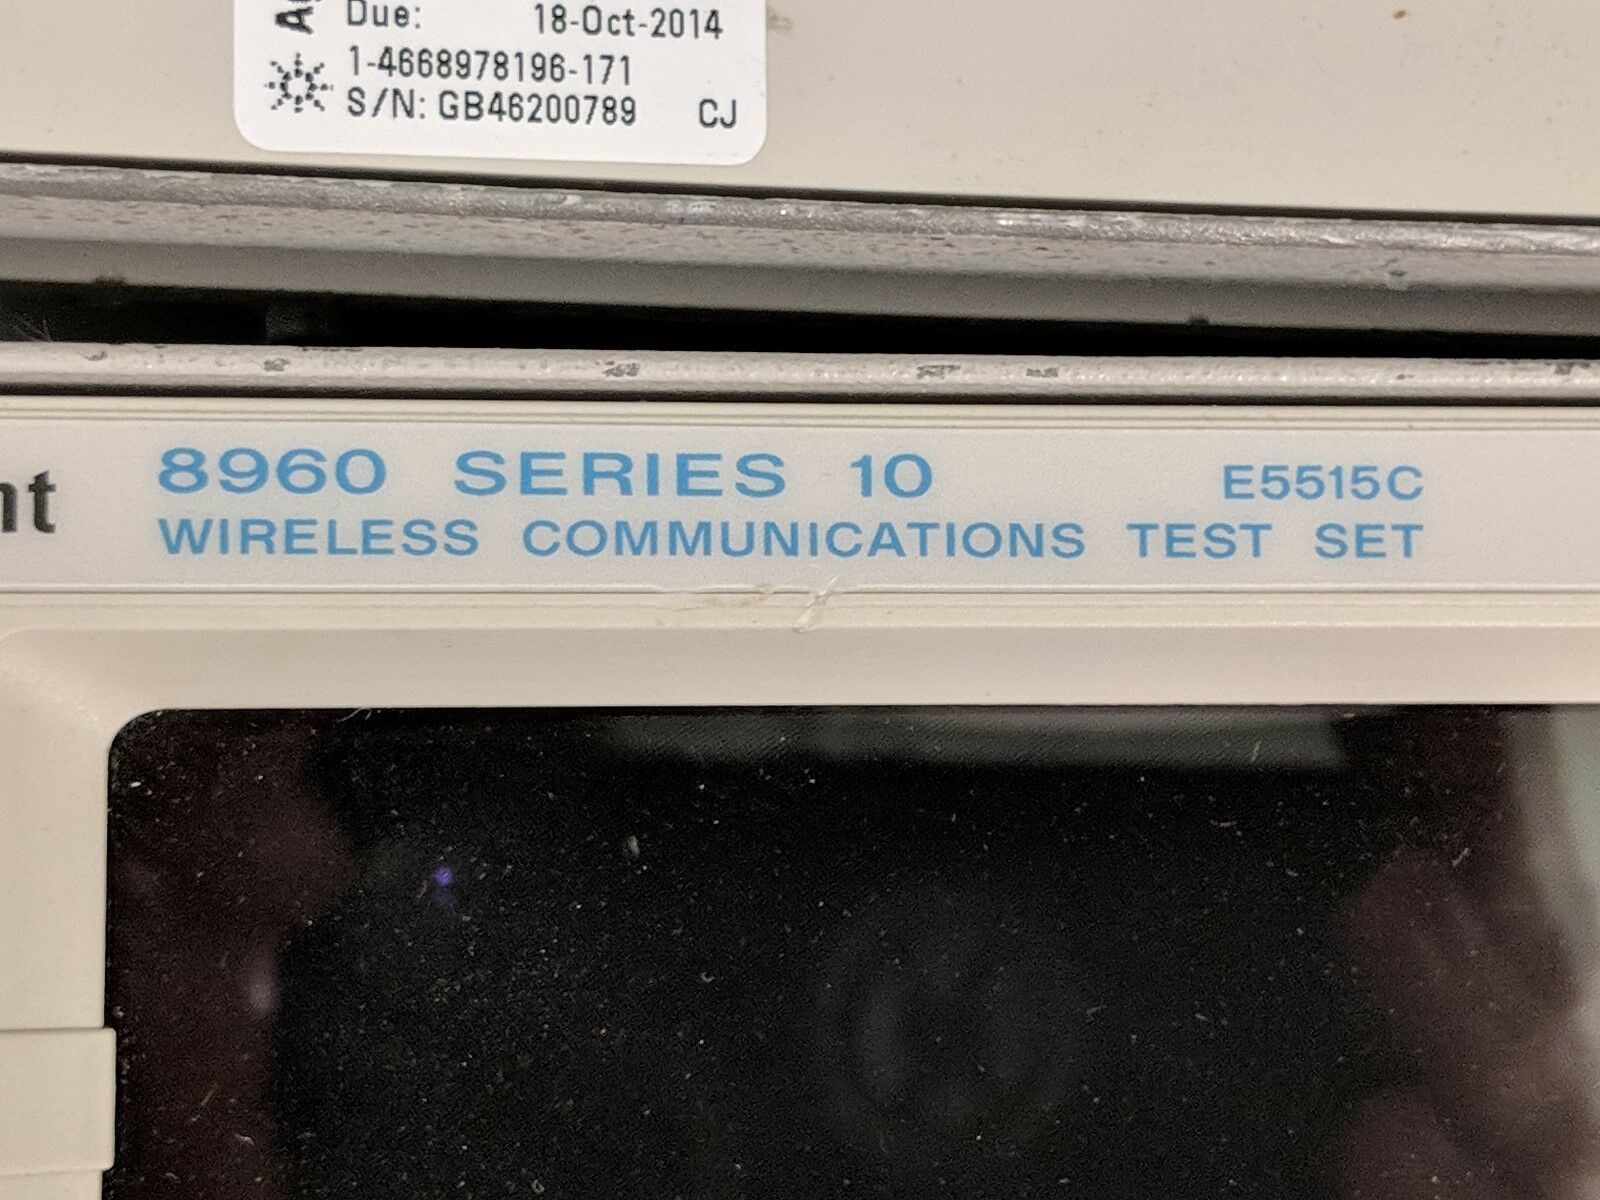 Due: 18-Oct-2014
1-4668978196-171
S/N: GB46200789 CJ
nt 8960 SERIES 10 E5515C
WIRELESS COMMUNICATIONS TEST SET